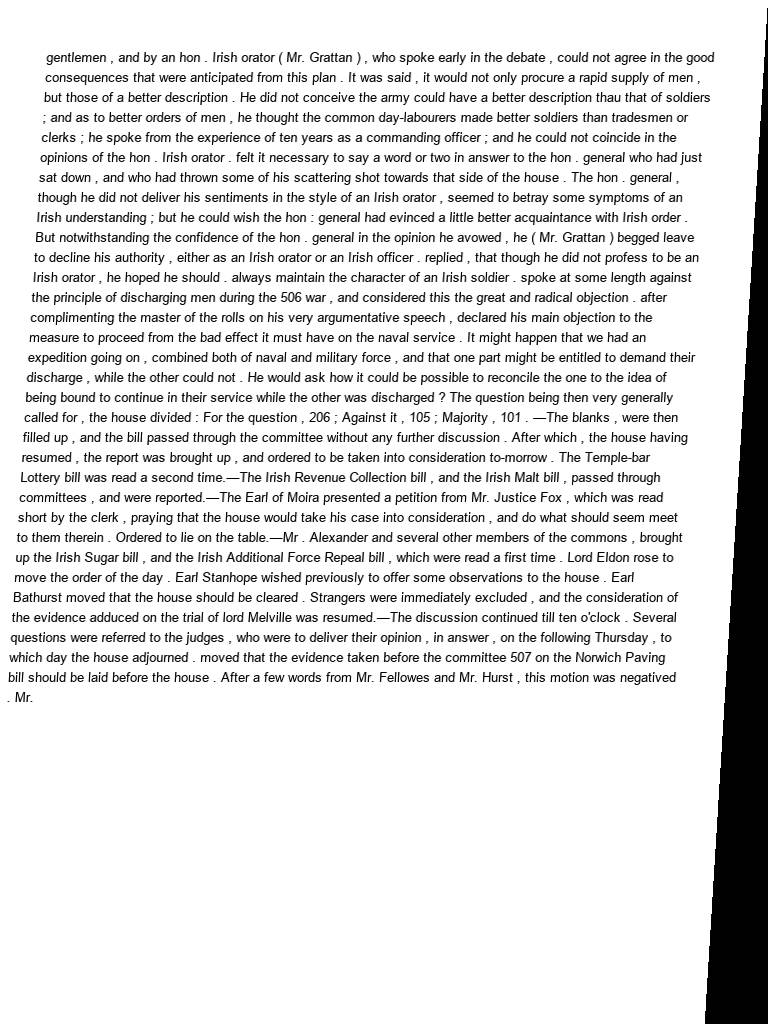 gentlemen , and by an hon . Irish orator ( Mr. Grattan ) , who spoke early in the debate , could not agree in the good
consequences that were anticipated from this plan . It was said , it would not only procure a rapid supply of men ,
but those of a better description . He did not conceive the army could have a better description thau that of soldiers
; and as to better orders of men , he thought the common day-labourers made better soldiers than tradesmen or
clerks ; he spoke from the experience of ten years as a commanding officer ; and he could not coincide in the
opinions of the hon . Irish orator . felt it necessary to say a word or two in answer to the hon . general who had just
sat down , and who had thrown some of his scattering shot towards that side of the house . The hon . general ,
though he did not deliver his sentiments in the style of an Irish orator , seemed to betray some symptoms of an
Irish understanding ; but he could wish the hon : general had evinced a little better acquaintance with Irish order .
But notwithstanding the confidence of the hon . general in the opinion he avowed , he ( Mr. Grattan ) begged leave
to decline his authority , either as an Irish orator or an Irish officer . replied , that though he did not profess to be an
Irish orator , he hoped he should . always maintain the character of an Irish soldier . spoke at some length against
the principle of discharging men during the 506 war , and considered this the great and radical objection . after
complimenting the master of the rolls on his very argumentative speech , declared his main objection to the
measure to proceed from the bad effect it must have on the naval service . It might happen that we had an
expedition going on , combined both of naval and military force , and that one part might be entitled to demand their
discharge , while the other could not . He would ask how it could be possible to reconcile the one to the idea of
being bound to continue in their service while the other was discharged ? The question being then very generally
called for , the house divided : For the question , 206 ; Against it , 105 ; Majority , 101 . —The blanks , were then
filled up , and the bill passed through the committee without any further discussion . After which , the house having
resumed , the report was brought up , and ordered to be taken into consideration to-morrow . The Temple-bar
Lottery bill was read a second time.—The Irish Revenue Collection bill , and the Irish Malt bill , passed through
committees , and were reported.—The Earl of Moira presented a petition from Mr. Justice Fox , which was read
short by the clerk , praying that the house would take his case into consideration , and do what should seem meet
to them therein . Ordered to lie on the table.—Mr . Alexander and several other members of the commons , brought
up the Irish Sugar bill , and the Irish Additional Force Repeal bill , which were read a first time . Lord Eldon rose to
move the order of the day . Earl Stanhope wished previously to offer some observations to the house . Earl
Bathurst moved that the house should be cleared . Strangers were immediately excluded , and the consideration of
the evidence adduced on the trial of lord Melville was resumed.—The discussion continued till ten o'clock . Several
questions were referred to the judges , who were to deliver their opinion , in answer , on the following Thursday , to
which day the house adjourned . moved that the evidence taken before the committee 507 on the Norwich Paving
bill should be laid before the house . After a few words from Mr. Fellowes and Mr. Hurst , this motion was negatived
. Mr.